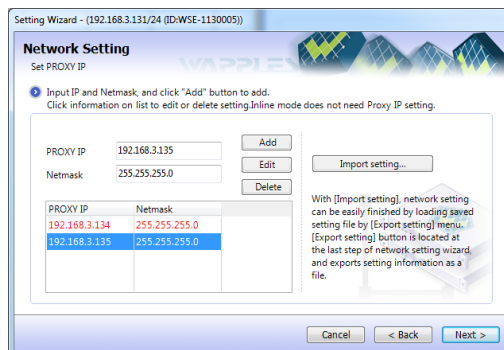 Setting Wizard - (192.168.3.131/24 (ID:WSE-1130005))
Network Setting
Set PROXY IP
WAPPLES
Input IP and Netmask, and click "Add" button to add.
Click information on list to edit or delete setting.Inline mode does not need Proxy IP setting.
PROXY IP 192.168.3.135 Add
Netmask 255.255.255.0 Edit
Delete
PROXY IP Netmask
192.168.3.134 255.255.255.0
192.168.3.135 255.255.255.0
Import setting...
With [Import setting], network setting
can be easily finished by loading saved
setting file by [Export setting] menu.
[Export setting] button is located at
the last step of network setting wizard,
and exports setting information as a
file.
Cancel < Back Next >